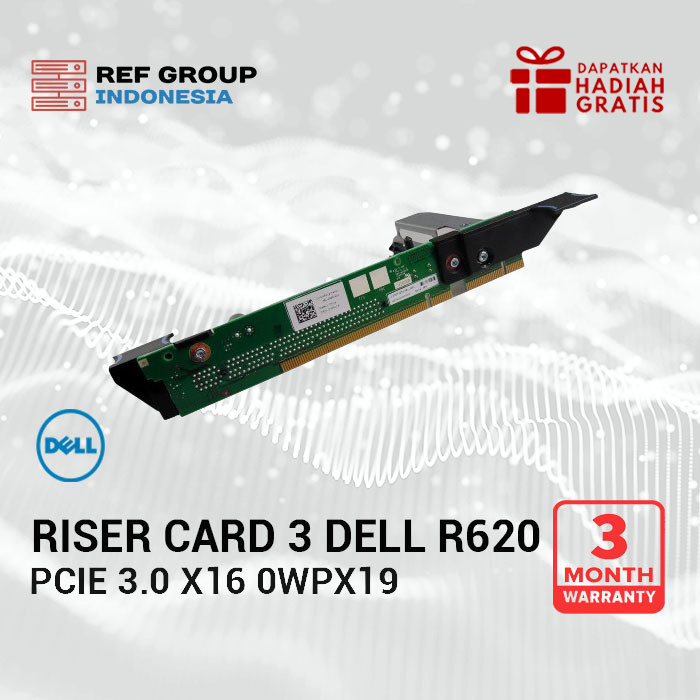 REF GROUP
INDONESIA
DAPATKAN
HADIAH
GRATIS
DELL
RISER CARD 3 DELL R620
PCIE 3.0 X16 0WPX19
3
MONTH
WARRANTY